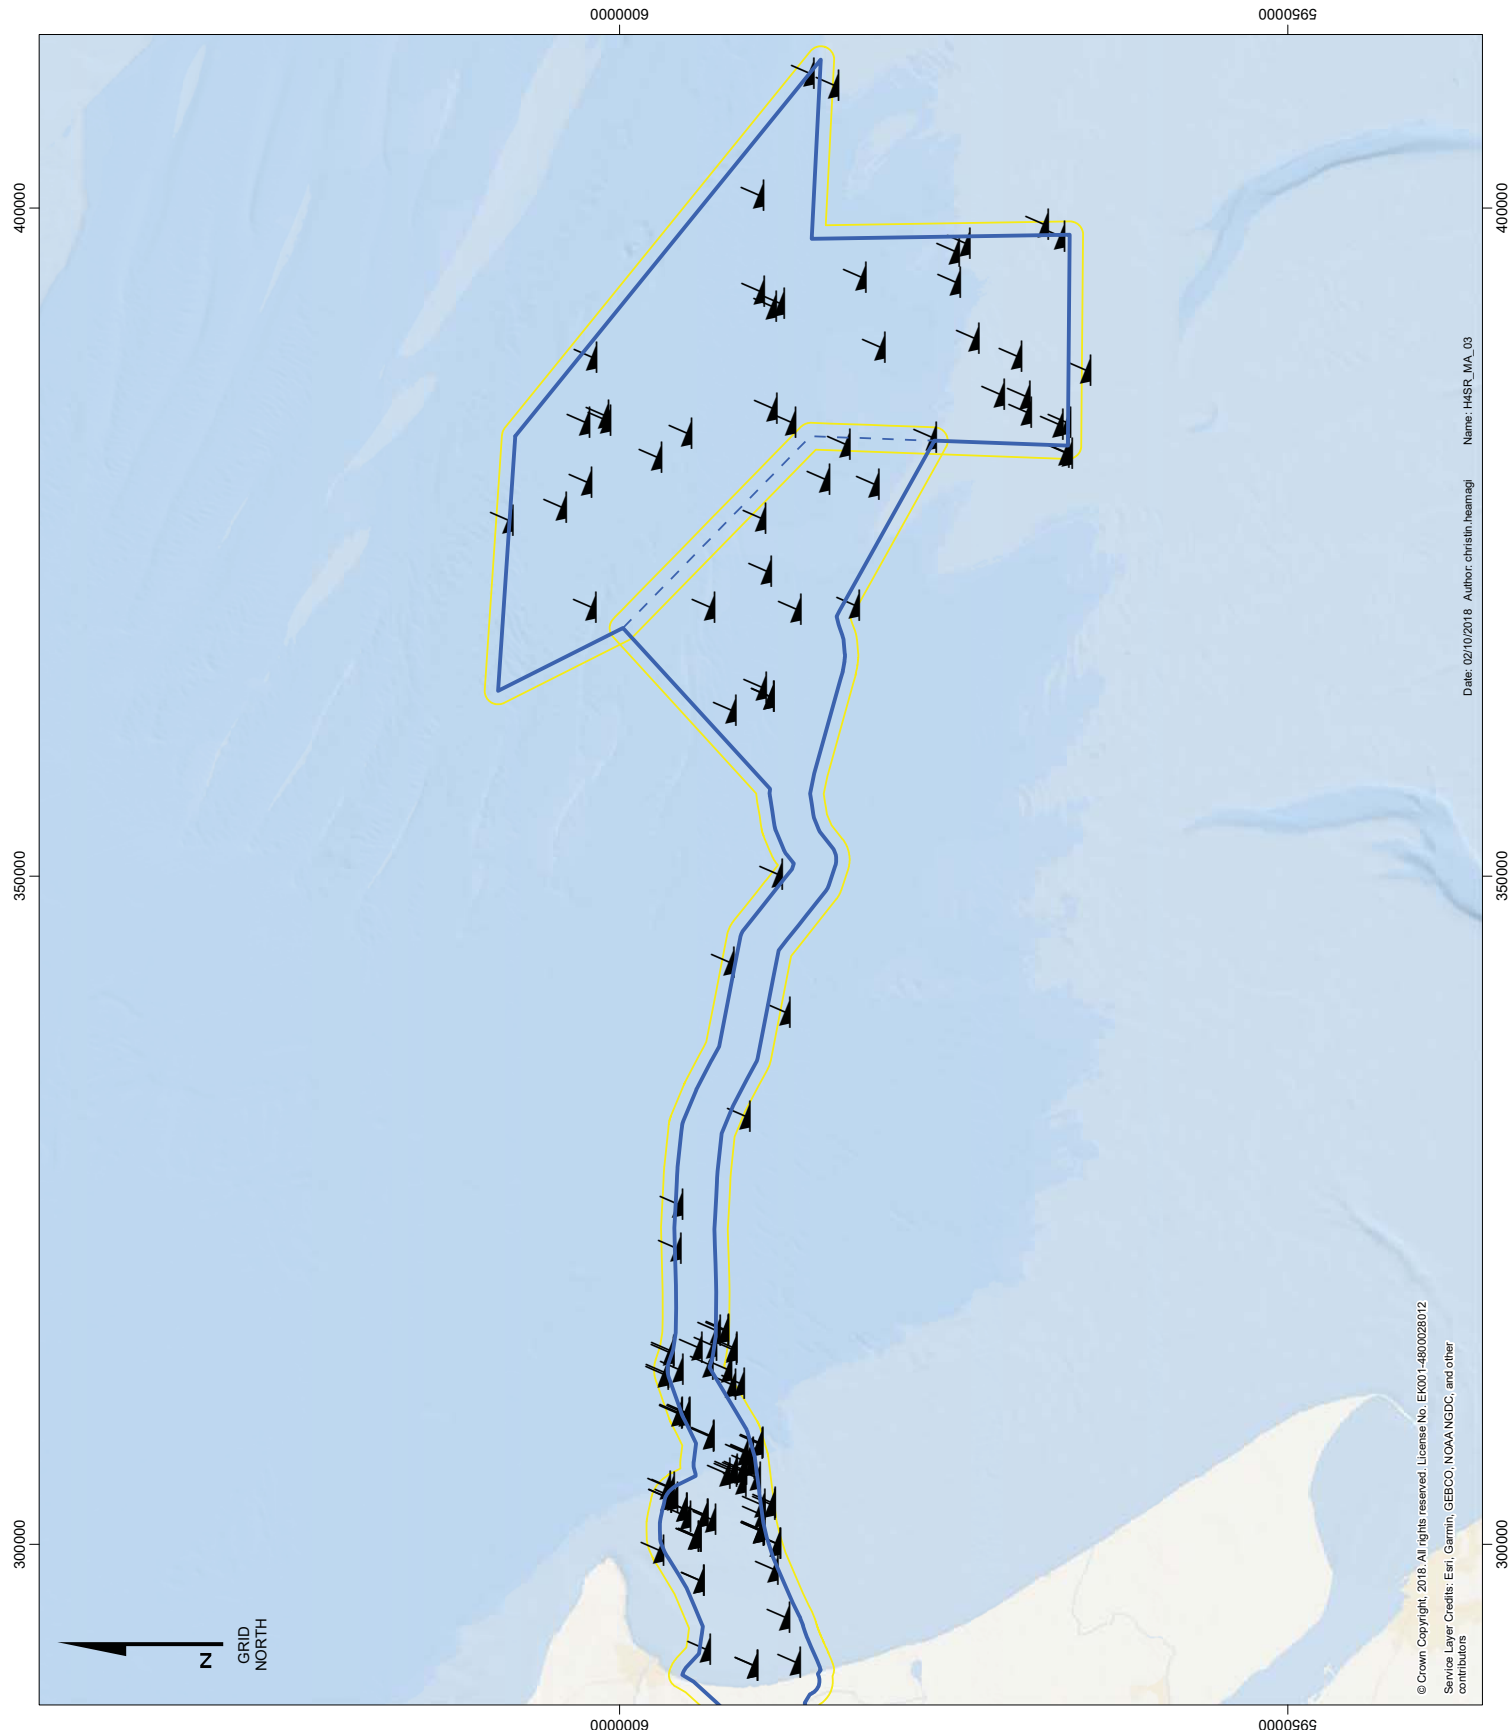 6000000
5950000
400000
400000
350000
350000
300000
300000
6000000
5950000
N
GRID
NORTH
Date: 02/10/2018 Author: christin.heamagi Name: H4SR_MA_03
© Crown Copyright, 2018. All rights reserved. License No. EK001-4800028012
Service Layer Credits: Esri, Garmin, GEBCO, NOAA NGDC, and other
contributors